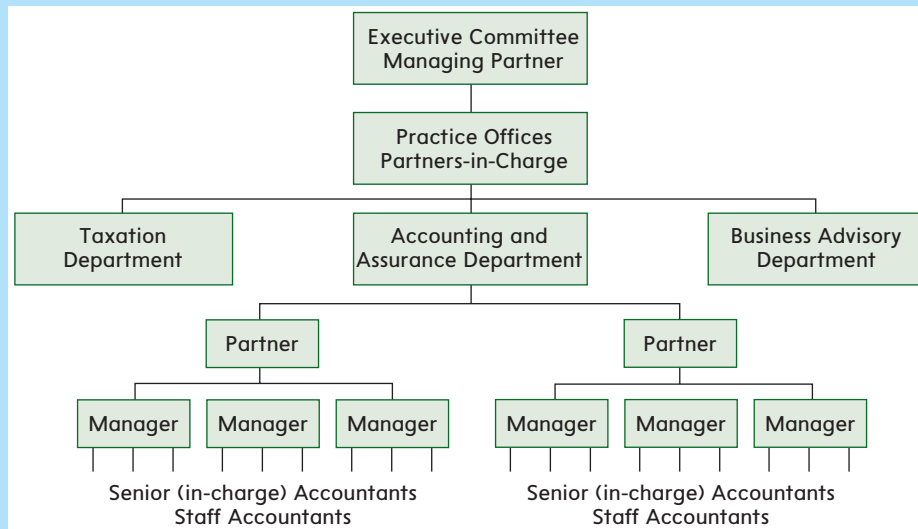 Executive Committee
Managing Partner
Practice Offices
Partners-in-Charge
Taxation
Department
Accounting and
Assurance Department
Business Advisory
Department
Partner
Partner
Manager
Manager
Manager
Manager
Manager
Manager
Senior (in-charge) Accountants
Staff Accountants
Senior (in-charge) Accountants
Staff Accountants